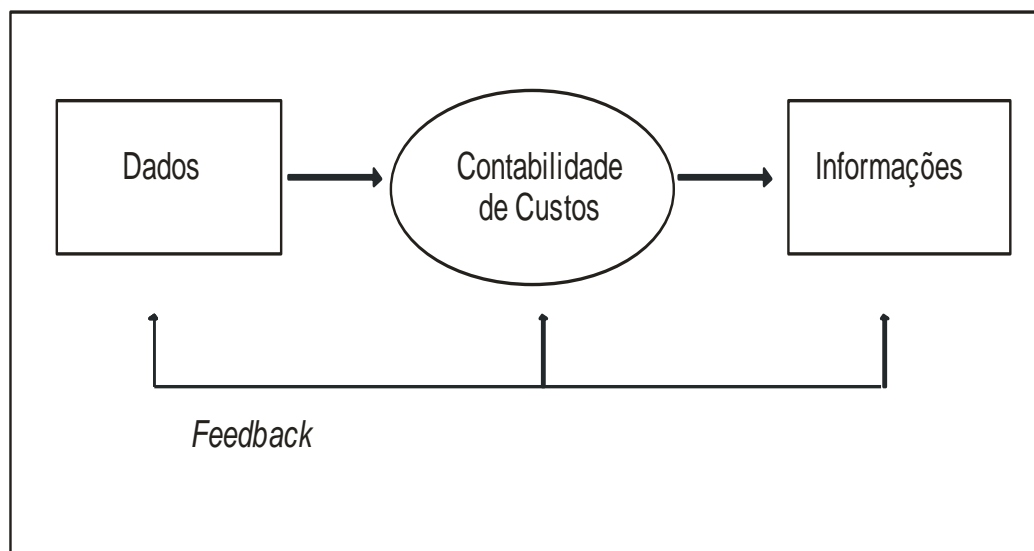 Dados
Contabilidade
de Custos
Informações
Feedback